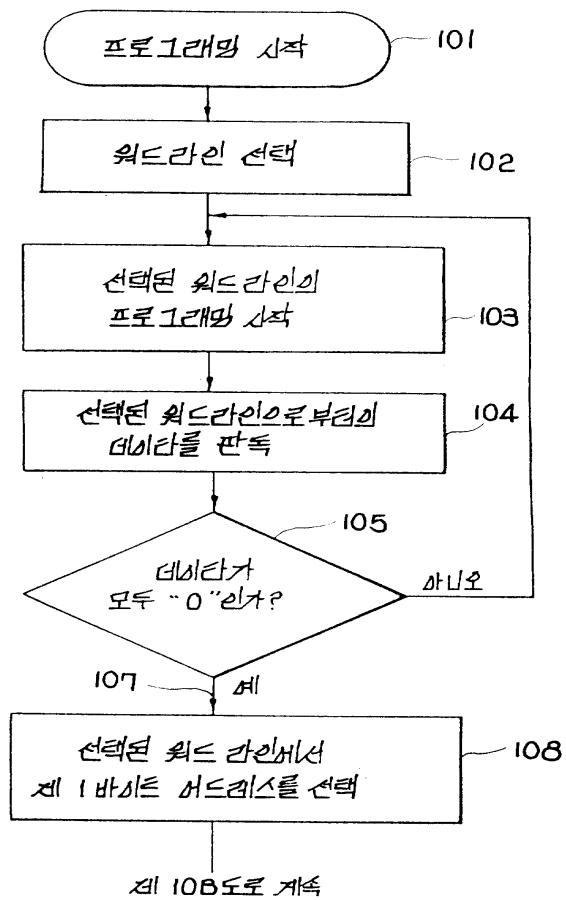 프로그래밍 시작
101
워드라인 선택
102
선택된 워드라인의
프로그래밍 시작
103
선택된 워드라인으로부터의
데이타를 판독
104
105
데이타가
모두 "0"인가?
아니오
107
예
선택된 워드 라인에서
제 1 바이트 어드레스를 선택
108
제 10B 도로 계속